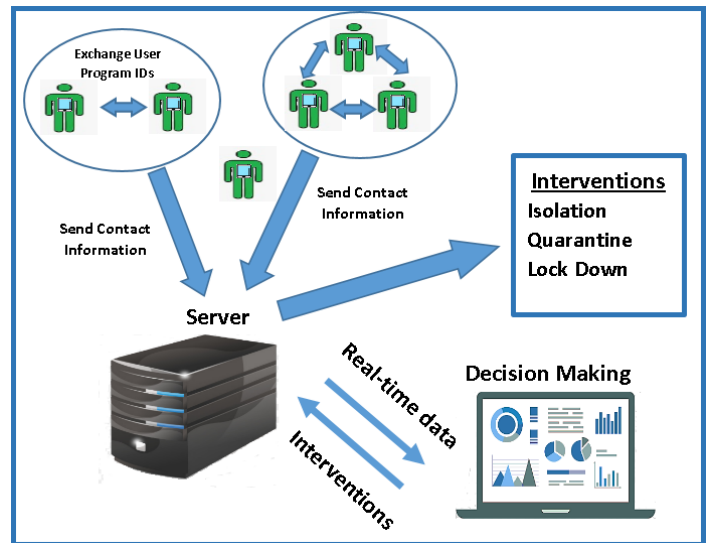 Exchange User
Program IDs
Send Contact
Information
Send Contact
Information
Interventions
Isolation
Quarantine
Lock Down
Server
Real-time data
Interventions
Decision Making